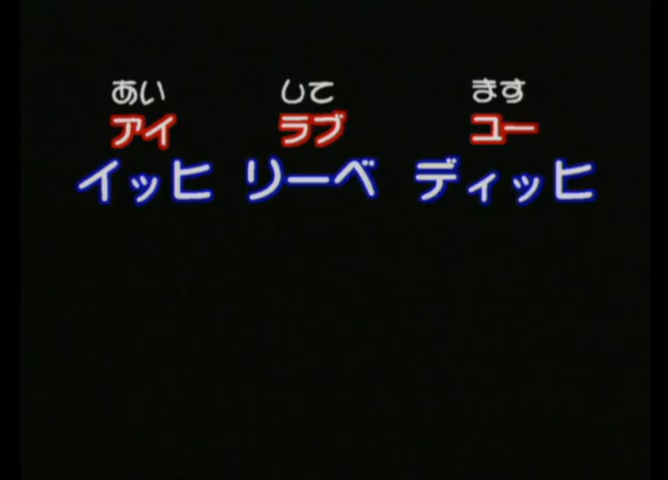 あい して ます
アイ ラブ ユー
イッヒ リーベ ディッヒ